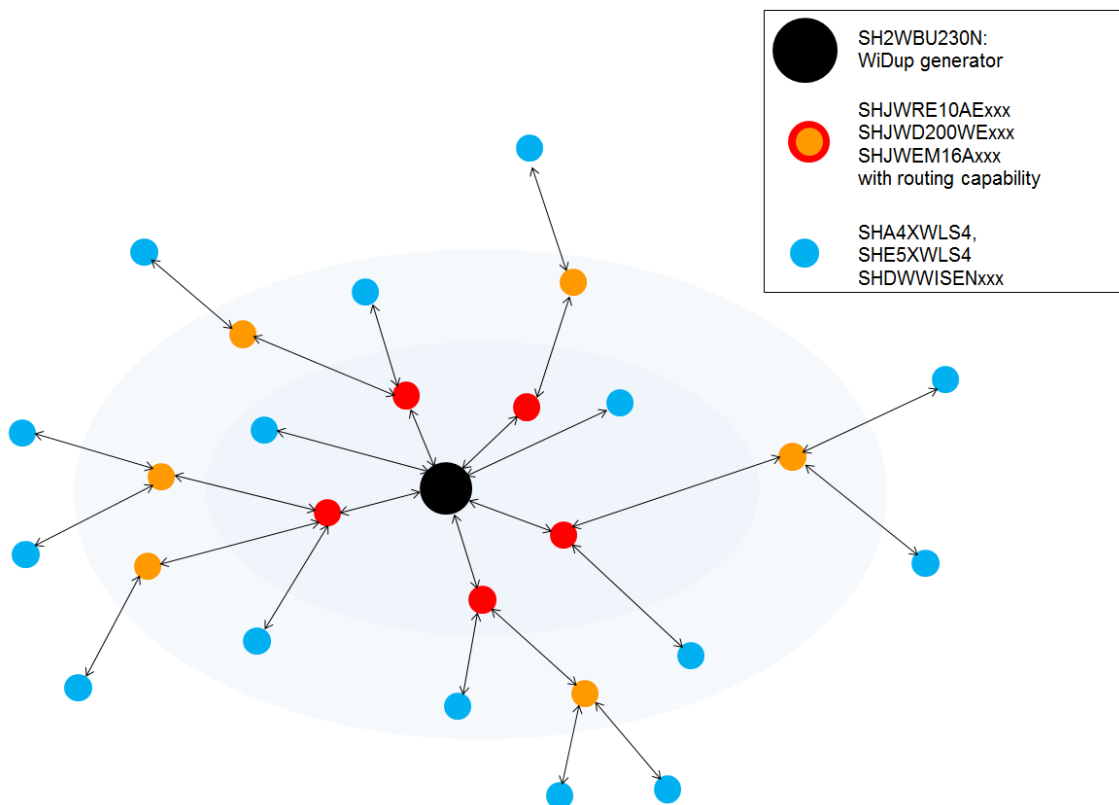 SH2WBU230N:
WiDup generator
SHJWRE10AExxx
SHJWD200WExxx
SHJWEM16Axxx
with routing capability
SHA4XWLS4,
SHE5XWLS4
SHDWWISENxxx